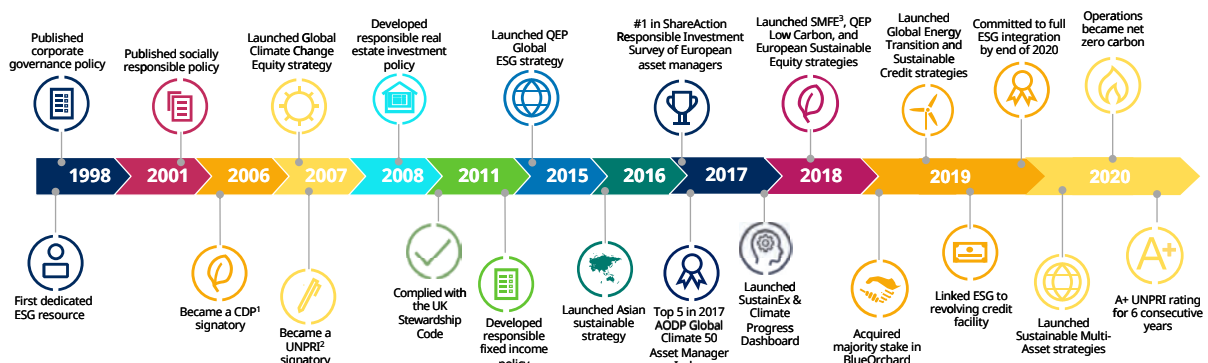 Published
corporate
governance policy
Published socially
responsible policy
Launched Global
Climate Change
Equity strategy
Developed
responsible real
estate investment
policy
Launched QEP
Global
ESG strategy
#1 in ShareAction
Responsible Investment
Survey of European
asset managers
Launched SMFE³, QEP
Low Carbon, and
European Sustainable
Equity strategies
Launched
Global Energy
Transition and
Sustainable
Credit strategies
Committed to full
ESG integration
by end of 2020
Operations
became net
zero carbon
1998
2001
2006
2007
2008
2011
2015
2016
2017
2018
2019
2020
First dedicated
ESG resource
Became a CDP¹
signatory
Became a
UNPRI²
signatory
Complied with
the UK
Stewardship
Code
Developed
responsible
fixed income
policy
Launched Asian
sustainable
strategy
Top 5 in 2017
AODP Global
Climate 50
Asset Manager
Launched
SustainEx &
Climate
Progress
Dashboard
Acquired
majority stake in
BlueOrchard
Linked ESG to
revolving credit
facility
Launched
Sustainable Multi-
Asset strategies
A+
A+ UNPRI rating
for 6 consecutive
years